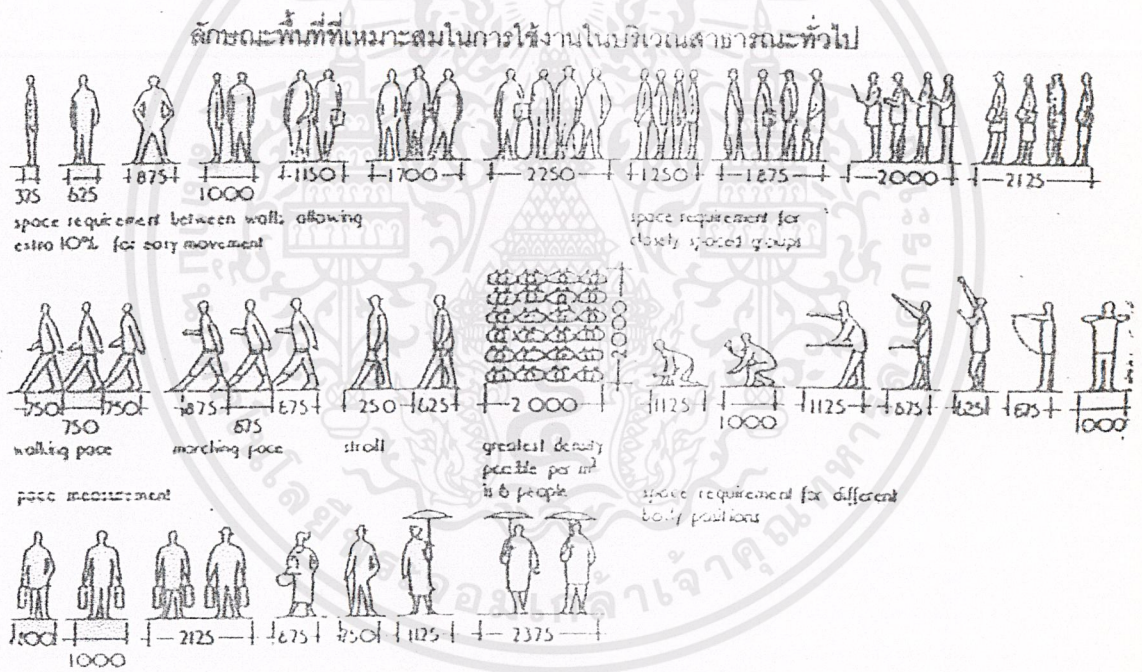 ลักษณะพื้นที่ที่เหมาะสมในการใช้งานในบริเวณสาธารณะทั่วไป
375 625 875 1000 1150 1700 2250 1250 1875 2000 2125
space requirement between walls allowing
extra 10% for easy movement
space requirement for
closely spaced groups
750 750 750 875 875 875 250 625 2000 2000 1125 1000 1125 875 625 875 1000
walking pace
marching pace
stroll
greatest density
possible per m²
is 6 people
pace measurement
space requirement for different
body positions
800 1000 2125 875 750 1125 2375